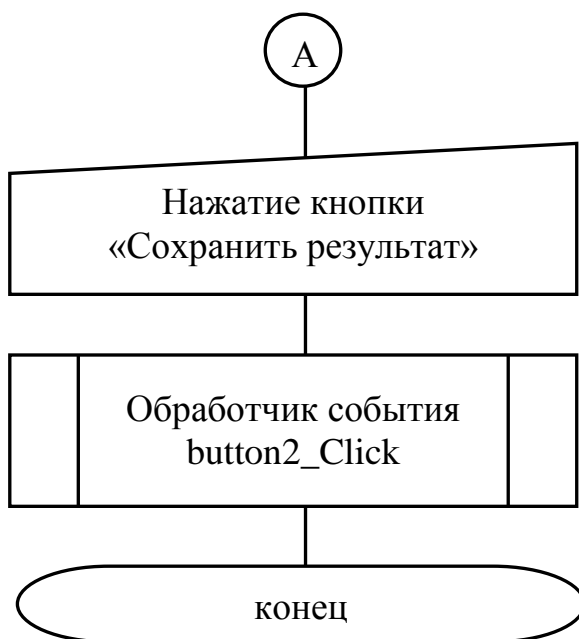 А
Нажатие кнопки
«Сохранить результат»
Обработчик события
button2_Click
конец